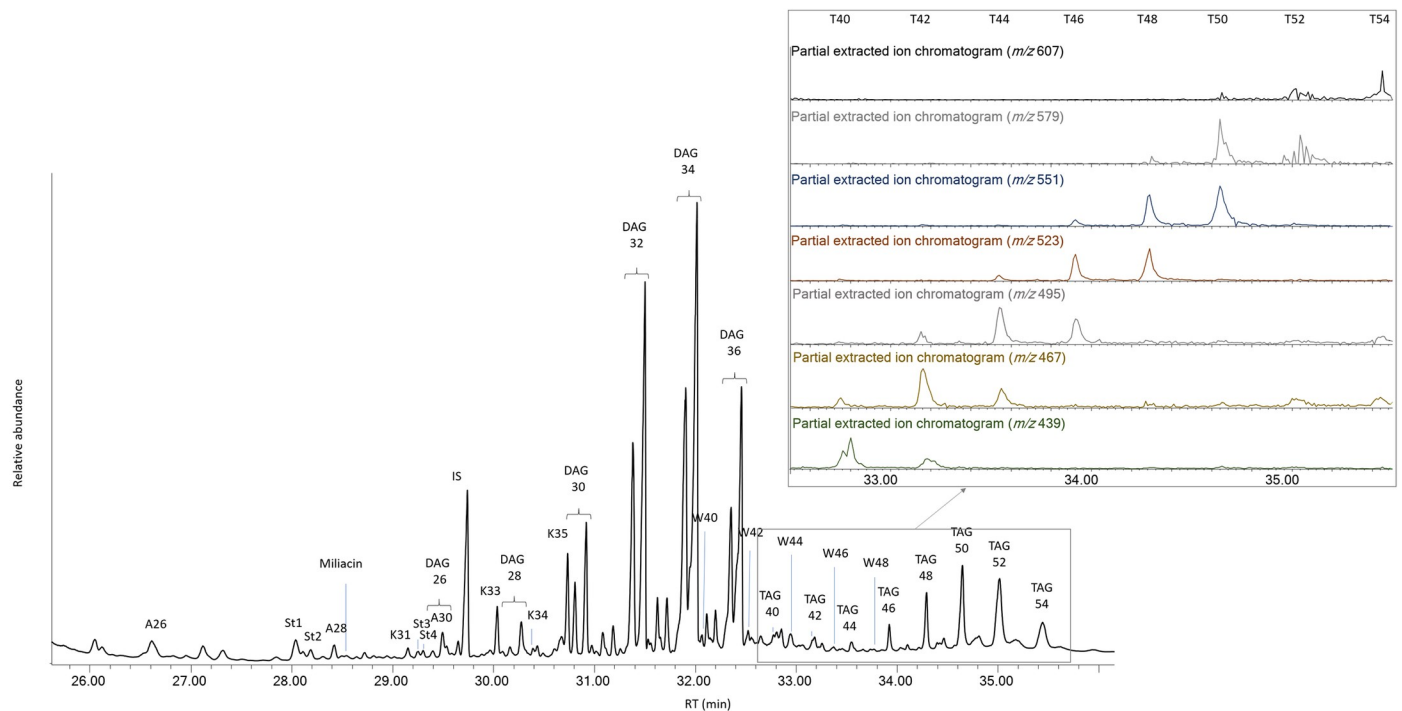 T40 T42 T44 T46 T48 T50 T52 T54
Partial extracted ion chromatogram (m/z 607)
Partial extracted ion chromatogram (m/z 579)
Partial extracted ion chromatogram (m/z 551)
Partial extracted ion chromatogram (m/z 523)
Partial extracted ion chromatogram (m/z 495)
Partial extracted ion chromatogram (m/z 467)
Partial extracted ion chromatogram (m/z 439)
33.00 34.00 35.00
Relative abundance
A26
St1
St2
Miliacin
A28
K31
St3
St4
DAG
26
A30
IS
K33
DAG
28
K34
K35
DAG
30
DAG
32
DAG
34
W40
DAG
36
W42
TAG
40
W44
TAG
42
W46
TAG
44
W48
TAG
46
TAG
48
TAG
50
TAG
52
TAG
54
26.00 27.00 28.00 29.00 30.00 31.00 32.00 33.00 34.00 35.00
RT (min)